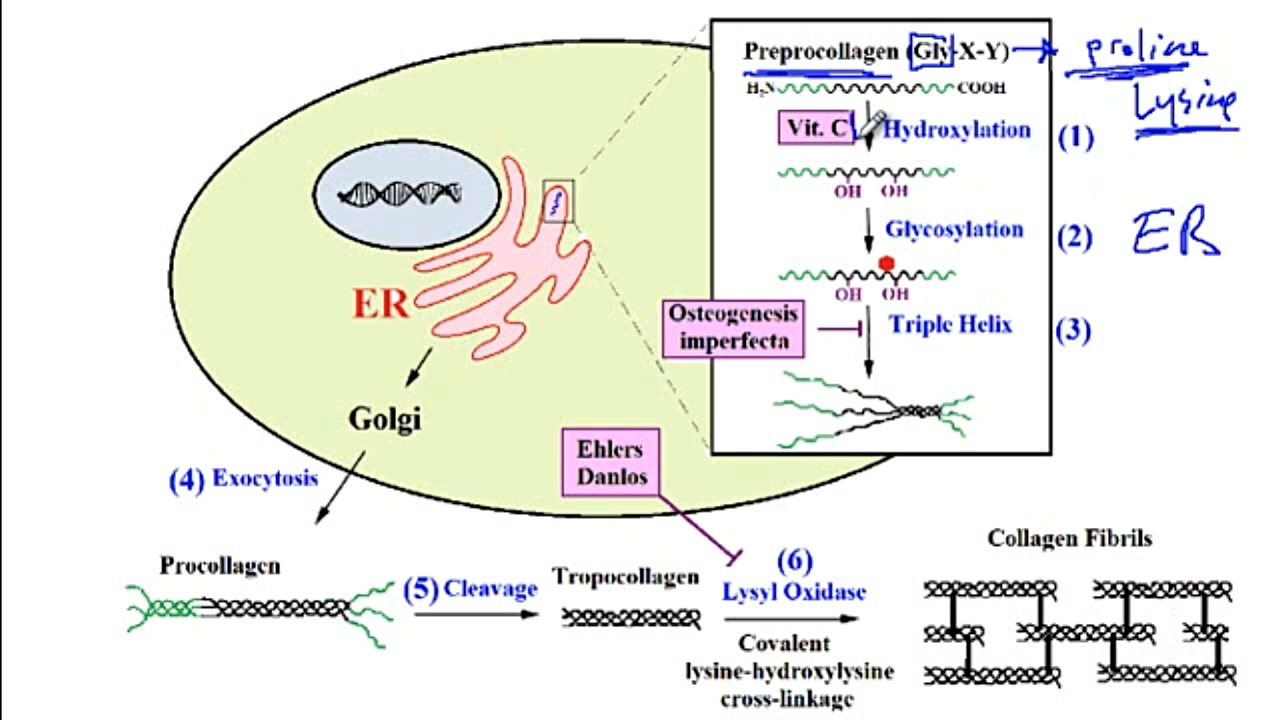 Preprocollagen (Gly-X-Y)
proline
Lysine
H₂N
COOH
Vit. C
Hydroxylation
(1)
OH OH
Glycosylation
(2)
ER
OH OH
Osteogenesis
imperfecta
Triple Helix
(3)
ER
Golgi
(4) Exocytosis
Ehlers
Danlos
Procollagen
(5) Cleavage
Tropocollagen
(6)
Lysyl Oxidase
Covalent
lysine-hydroxylysine
cross-linkage
Collagen Fibrils